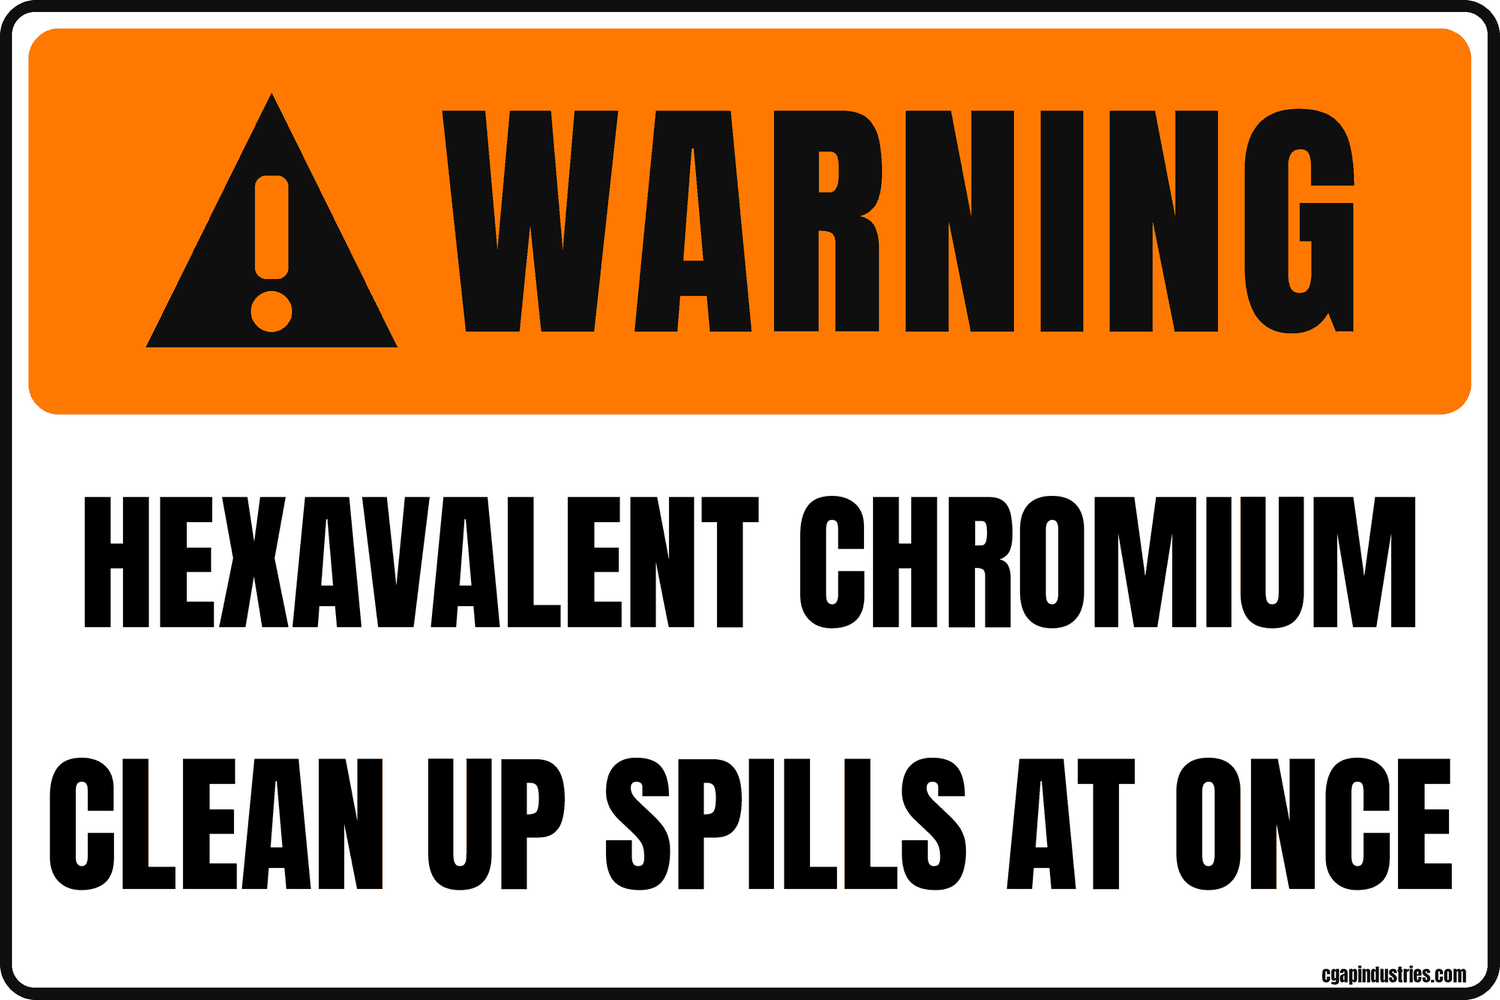 WARNING
HEXAVALENT CHROMIUM
CLEAN UP SPILLS AT ONCE
cgapindustries.com